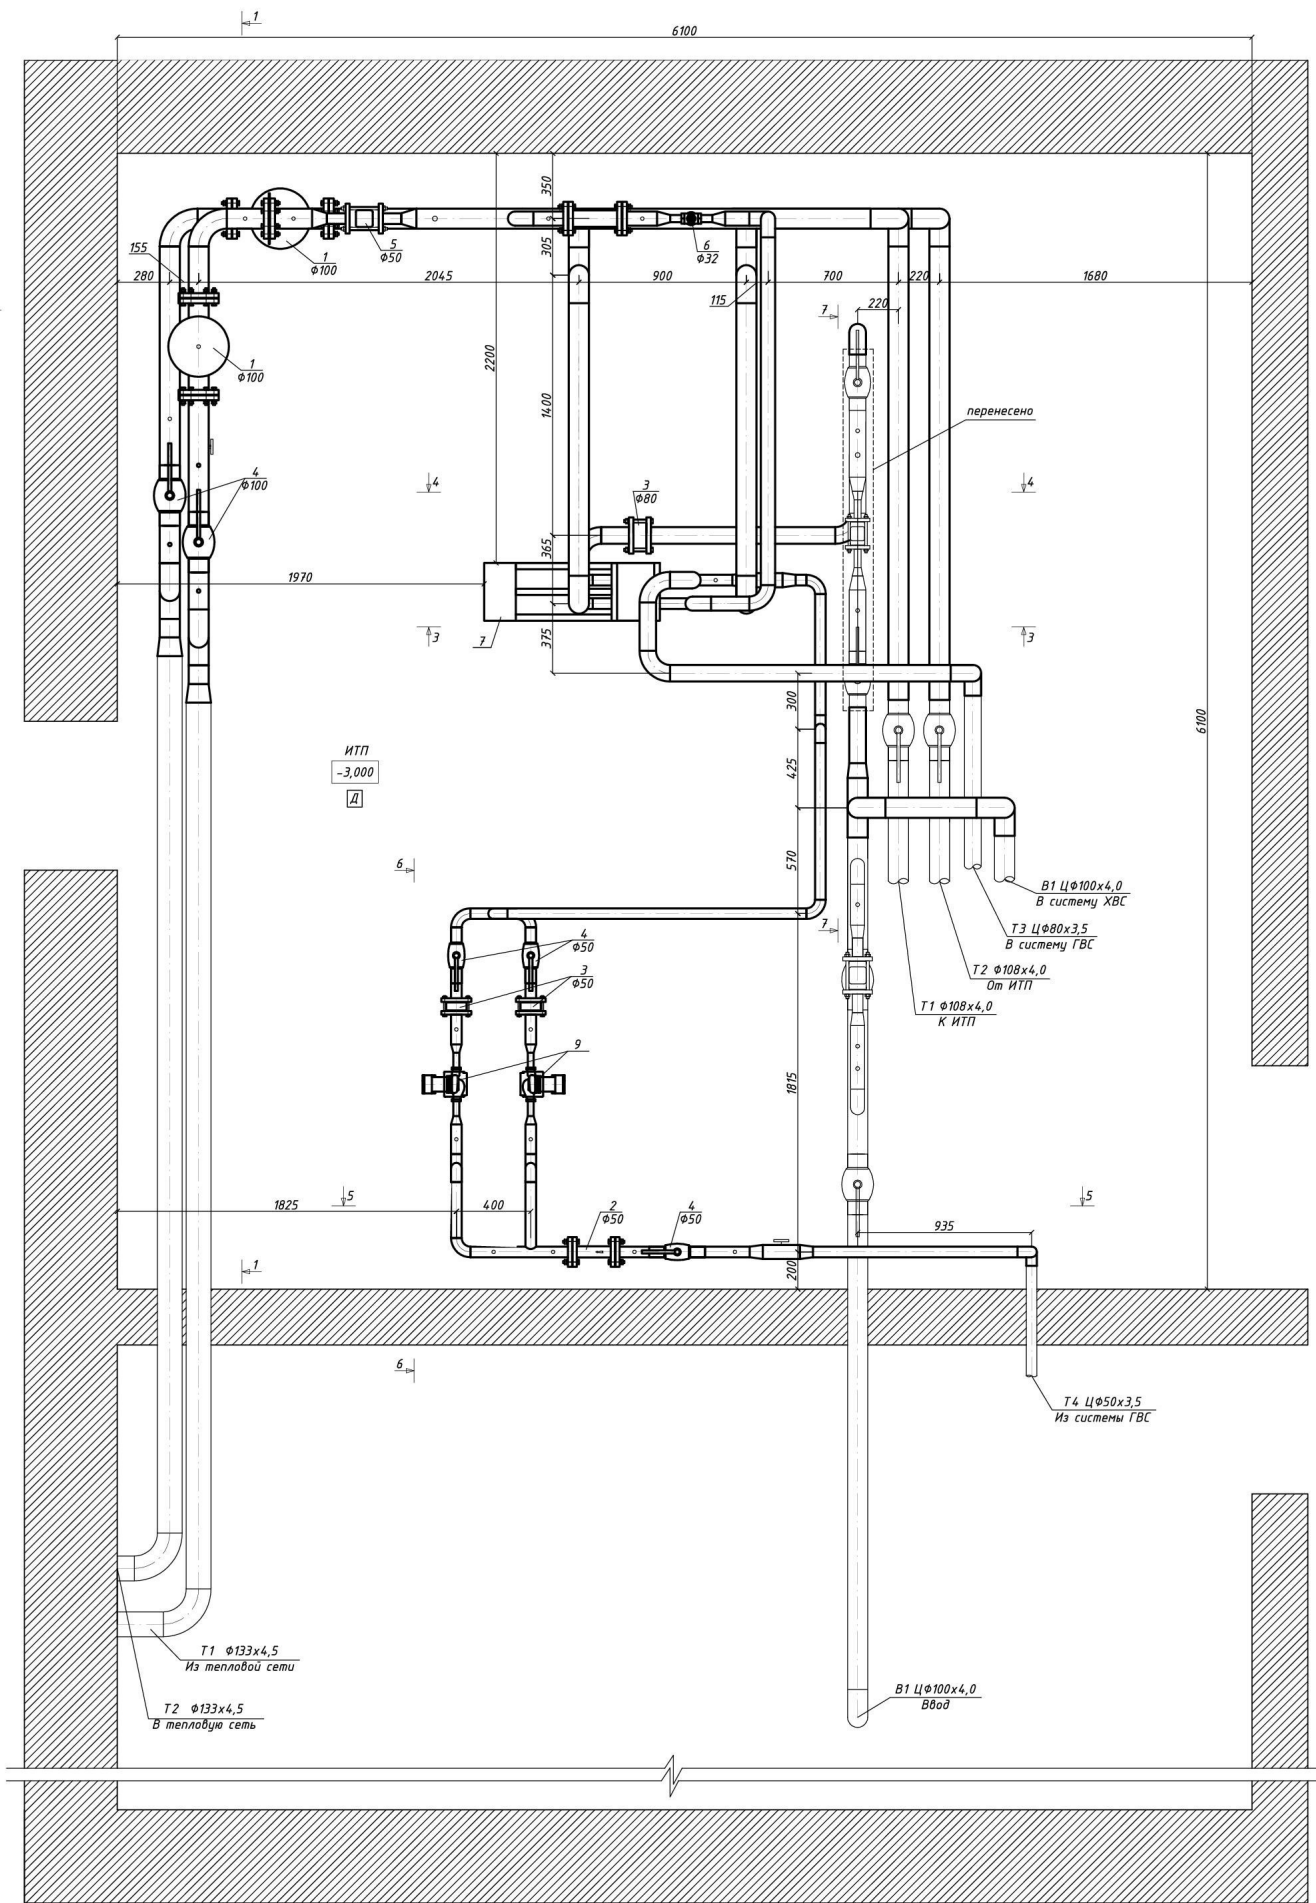 1
6100
350
305
155
1
ф100
5
ф50
6
ф32
280
2045
900
115
700
220
1680
220
7
2200
1
ф100
1400
перенесено
4
ф100
4
3
ф80
4
365
1970
7
375
3
3
300
6100
ИТП
-3,000
Д
425
570
6
В1 Цф100х4,0
В систему ХВС
7
4
ф50
Т3 Цф80х3,5
В систему ГВС
3
ф50
Т2 ф108х4,0
От ИТП
Т1 ф108х4,0
К ИТП
9
1815
1825
5
400
2
ф50
4
ф50
935
5
1
200
6
Т4 Цф50х3,5
Из системы ГВС
Т1 ф133х4,5
Из тепловой сети
Т2 ф133х4,5
В тепловую сеть
В1 Цф100х4,0
Ввод